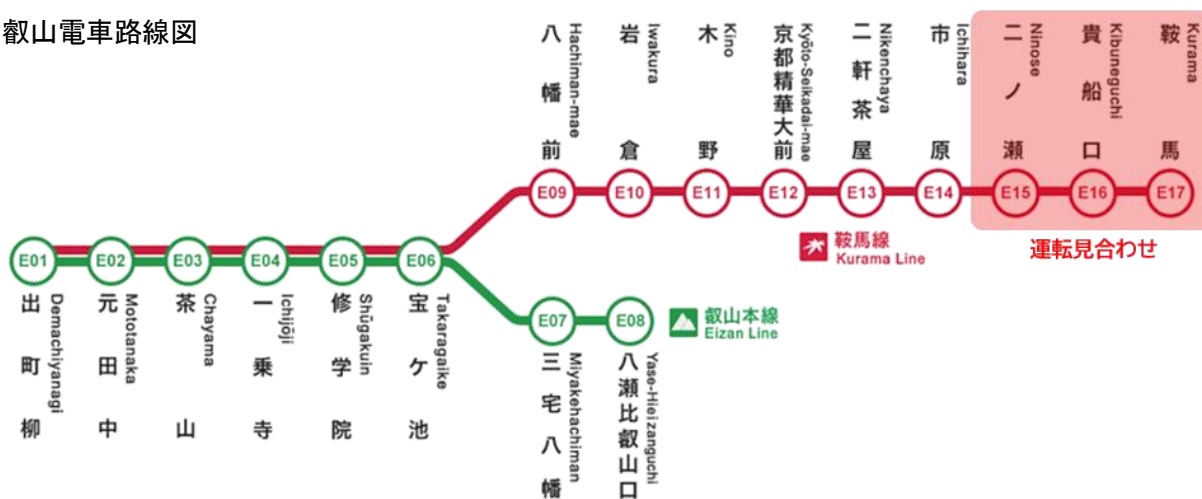 叡山電車路線図
八幡前
Hachiman-mae
岩倉
Iwakura
木野
Kino
京都精華大前
Kyōto-Seikadai-mae
二軒茶屋
Nikenchaya
市原
Ichihara
二ノ瀬
Ninose
貴船口
Kibuneguchi
鞍馬
Kurama
E09
E10
E11
E12
E13
E14
E15
E16
E17
鞍馬線
Kurama Line
運転見合わせ
E01
E02
E03
E04
E05
E06
出町柳
Demachiyanagi
元田中
Mototanaka
茶山
Chayama
一乗寺
Ichijōji
修学院
Shūgakuin
宝ケ池
Takaragaike
E07
E08
叡山本線
Eizan Line
三宅八幡
Miyakehachiman
八瀬比叡山口
Yase-Hieizanguchi